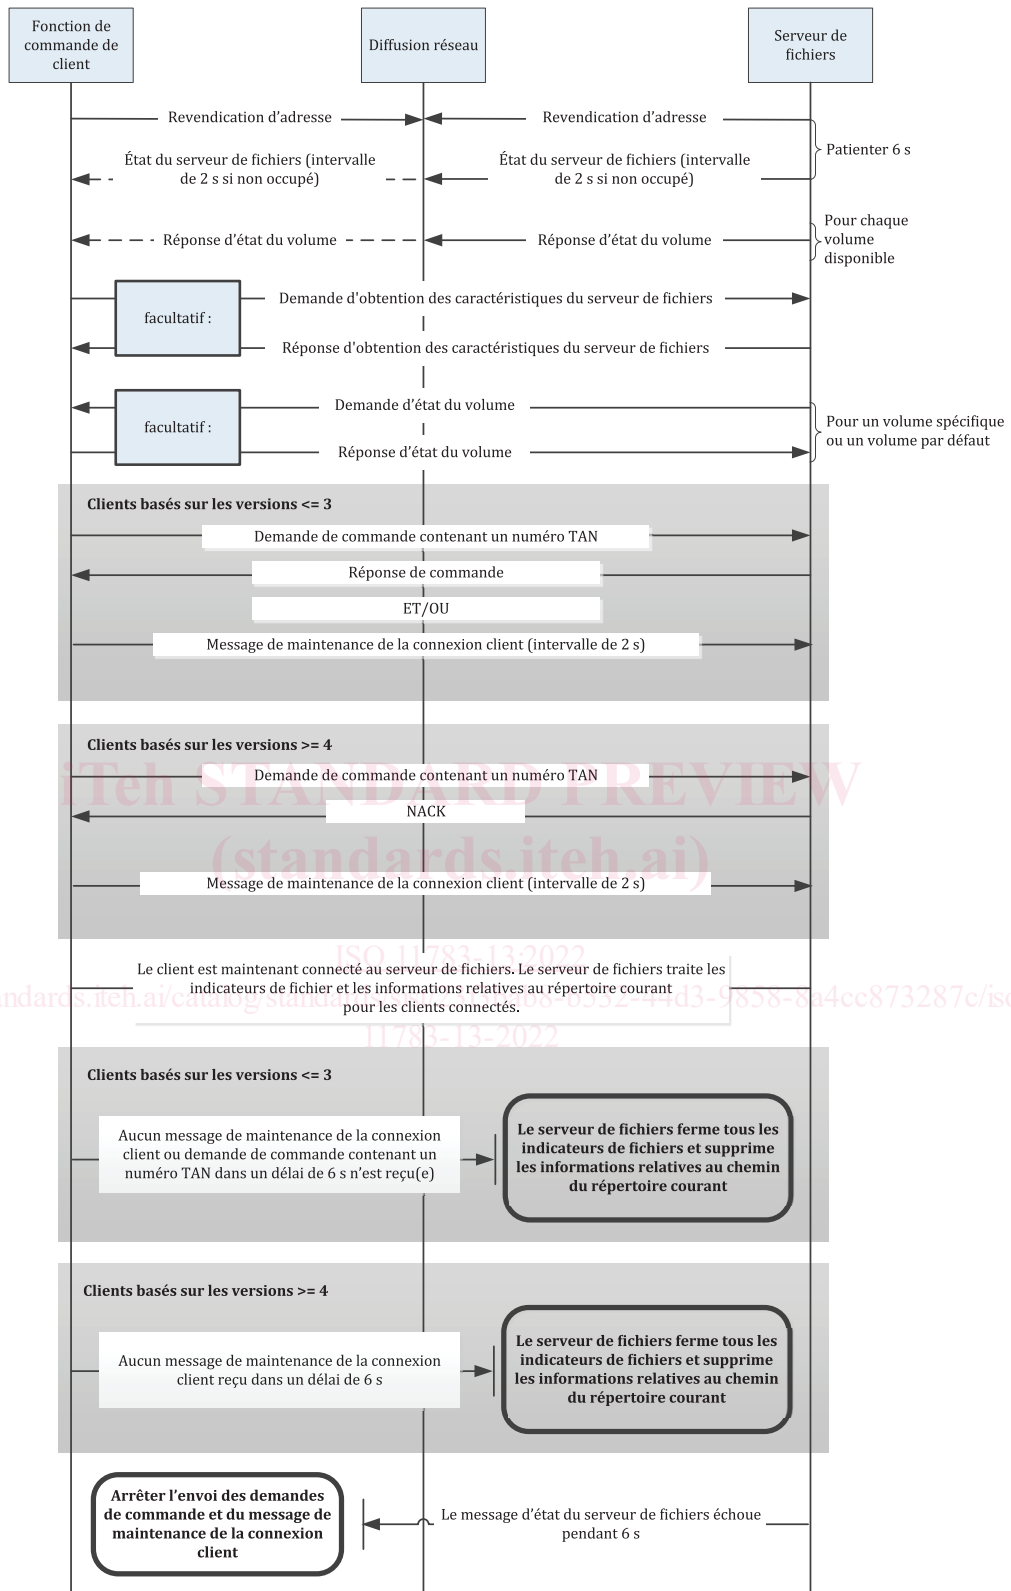 Fonction de
commande de
client
Diffusion réseau
Serveur de
fichiers
Revendication d'adresse
Revendication d'adresse
Patienter 6 s
État du serveur de fichiers (intervalle
de 2 s si non occupé)
État du serveur de fichiers (intervalle
de 2 s si non occupé)
Réponse d'état du volume
Réponse d'état du volume
Pour chaque
volume
disponible
facultatif :
Demande d'obtention des caractéristiques du serveur de fichiers
Réponse d'obtention des caractéristiques du serveur de fichiers
facultatif :
Demande d'état du volume
Réponse d'état du volume
Pour un volume spécifique
ou un volume par défaut
Clients basés sur les versions <= 3
Demande de commande contenant un numéro TAN
Réponse de commande
ET/OU
Message de maintenance de la connexion client (intervalle de 2 s)
Clients basés sur les versions >= 4
Demande de commande contenant un numéro TAN
iTeh STANDARD PREVIEW
NACK
(standards.iteh.ai)
Message de maintenance de la connexion client (intervalle de 2 s)
ISO 11783-13:2022
Le client est maintenant connecté au serveur de fichiers. Le serveur de fichiers traite les
indicateurs de fichier et les informations relatives au répertoire courant
pour les clients connectés.
11783-13-2022
Clients basés sur les versions <= 3
Aucun message de maintenance de la connexion
client ou demande de commande contenant un
numéro TAN dans un délai de 6 s n'est reçu(e)
Le serveur de fichiers ferme tous les
indicateurs de fichiers et supprime
les informations relatives au chemin
du répertoire courant
Clients basés sur les versions >= 4
Aucun message de maintenance de la connexion
client reçu dans un délai de 6 s
Le serveur de fichiers ferme tous les
indicateurs de fichiers et supprime
les informations relatives au chemin
du répertoire courant
Arrêter l'envoi des demandes
de commande et du message de
maintenance de la connexion
client
Le message d'état du serveur de fichiers échoue
pendant 6 s